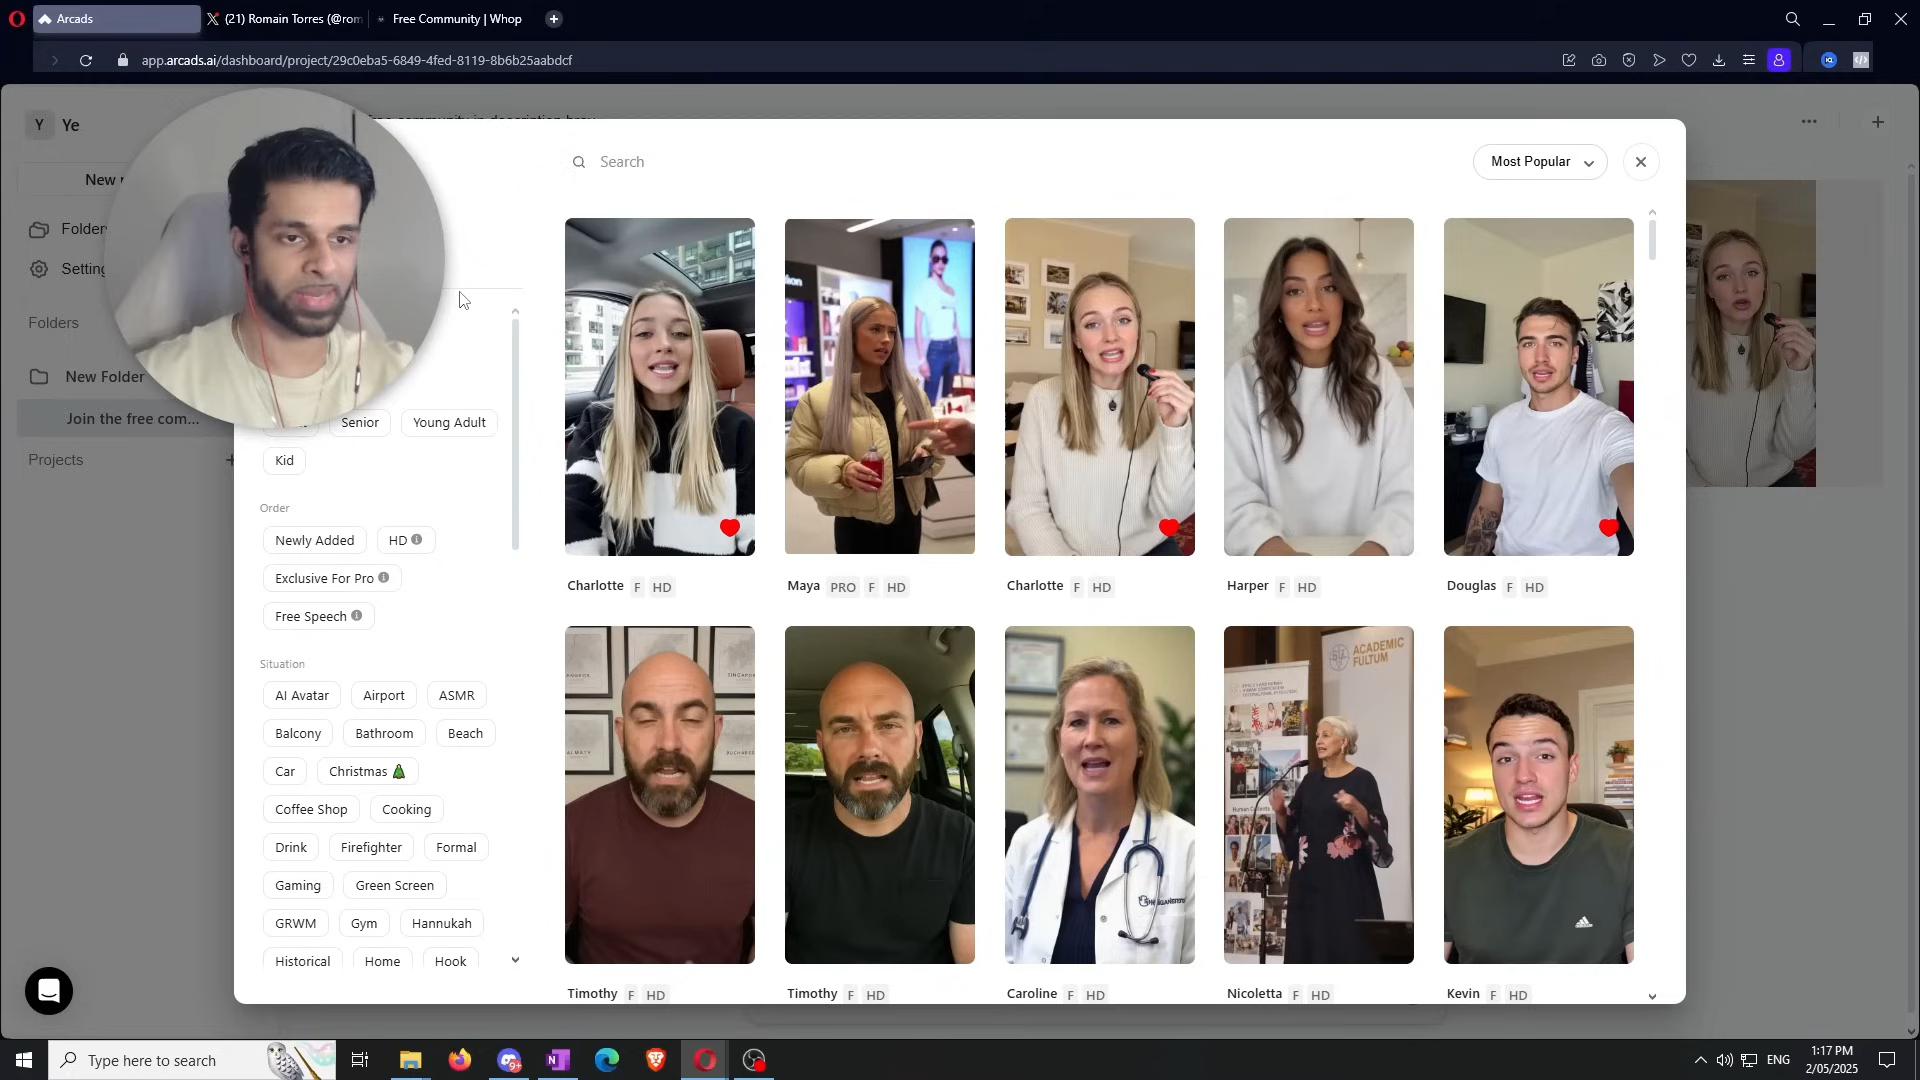 Arcads
(21) Romain Torres (@rom
Free Community | Whop
app.arcads.ai/dashboard/project/29c0eba5-6849-4fed-8119-8b6b25aabdcf
Y Ye
New
Folder
Setting
Folders
New Folder
Join the free com...
Projects
Search
Most Popular
Senior
Young Adult
Kid
Order
Newly Added
HD
Exclusive For Pro
Free Speech
Situation
AI Avatar
Airport
ASMR
Balcony
Bathroom
Beach
Car
Christmas
Coffee Shop
Cooking
Drink
Firefighter
Formal
Gaming
Green Screen
GRWM
Gym
Hannukah
Historical
Home
Hook
Charlotte F HD
Maya PRO F HD
Charlotte F HD
Harper F HD
Douglas F HD
ACADEMIC
FULTUM
Timothy F HD
Timothy F HD
Caroline F HD
Nicoletta F HD
Kevin F HD
Type here to search
9+
ENG
1:17 PM
2/05/2025